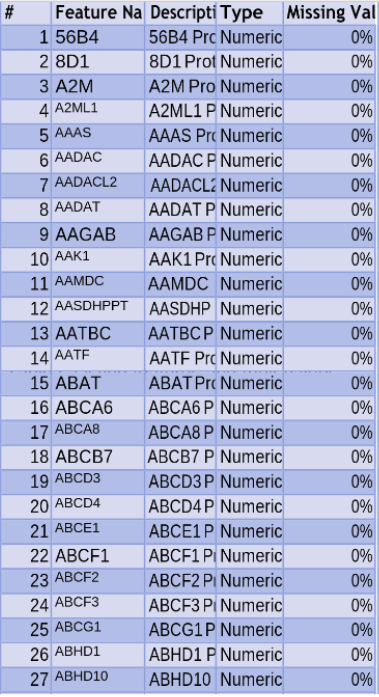 # Feature Na Descripti Type Missing Val
1 56B4 56B4 Pro Numeric 0%
2 8D1 8D1 Prot Numeric 0%
3 A2M A2M Pro Numeric 0%
4 A2ML1 A2ML1 P Numeric 0%
5 AAAS AAAS Pro Numeric 0%
6 AADAC AADAC P Numeric 0%
7 AADACL2 AADACL2 Numeric 0%
8 AADAT AADAT P Numeric 0%
9 AAGAB AAGAB P Numeric 0%
10 AAK1 AAK1 Pro Numeric 0%
11 AAMDC AAMDC Numeric 0%
12 AASDHPPT AASDHP Numeric 0%
13 AATBC AATBC P Numeric 0%
14 AATF AATF Pro Numeric 0%
15 ABAT ABAT Pro Numeric 0%
16 ABCA6 ABCA6 P Numeric 0%
17 ABCA8 ABCA8 P Numeric 0%
18 ABCB7 ABCB7 P Numeric 0%
19 ABCD3 ABCD3 P Numeric 0%
20 ABCD4 ABCD4 P Numeric 0%
21 ABCE1 ABCE1 P Numeric 0%
22 ABCF1 ABCF1 Pr Numeric 0%
23 ABCF2 ABCF2 Pr Numeric 0%
24 ABCF3 ABCF3 Pr Numeric 0%
25 ABCG1 ABCG1 P Numeric 0%
26 ABHD1 ABHD1 P Numeric 0%
27 ABHD10 ABHD10 Numeric 0%